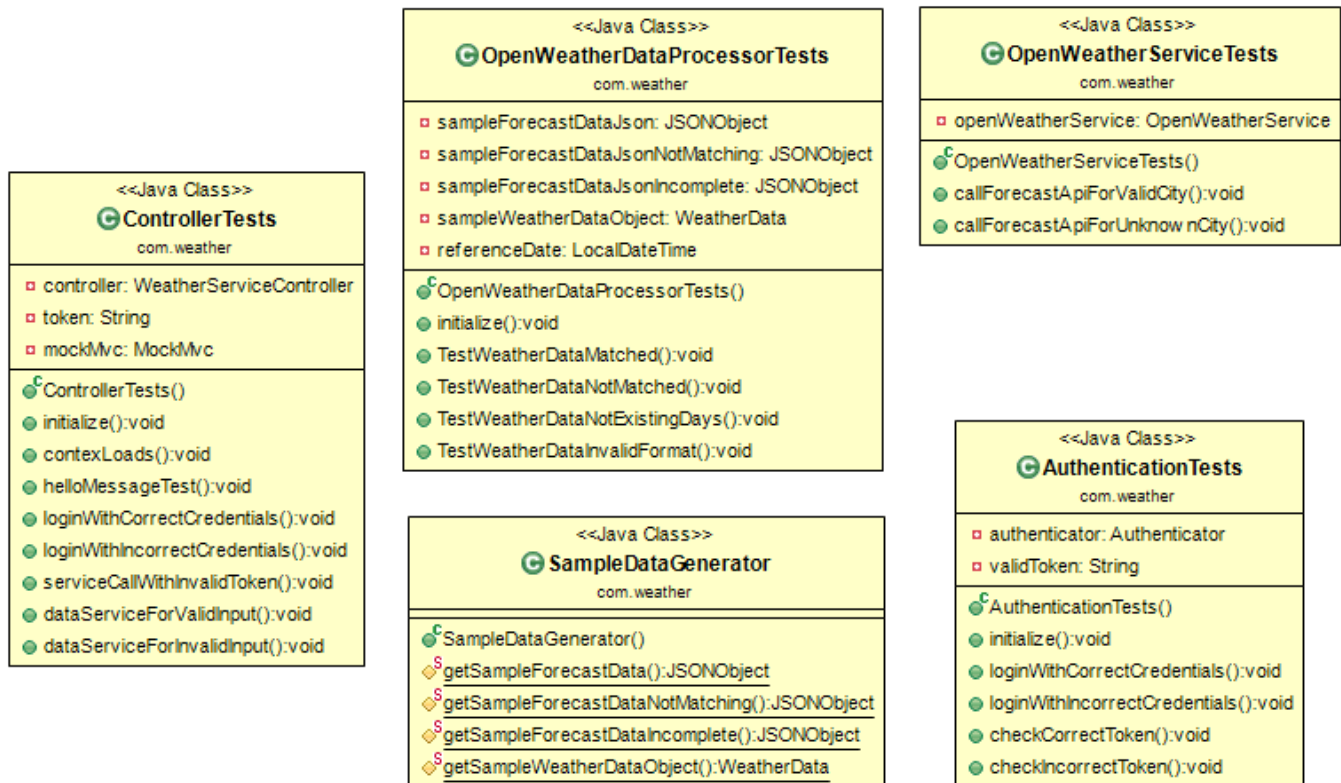 <<Java Class>>
ControllerTests
com.weather
controller: WeatherServiceController
token: String
mockMvc: MockMvc
ControllerTests()
initialize():void
contexLoads():void
helloMessageTest():void
loginWithCorrectCredentials():void
loginWithIncorrectCredentials():void
serviceCallWithInvalidToken():void
dataServiceForValidInput():void
dataServiceForInvalidInput():void
<<Java Class>>
OpenWeatherDataProcessorTests
com.weather
sampleForecastDataJson: JSONObject
sampleForecastDataJsonNotMatching: JSONObject
sampleForecastDataJsonIncomplete: JSONObject
sampleWeatherDataObject: WeatherData
referenceDate: LocalDateTime
OpenWeatherDataProcessorTests()
initialize():void
TestWeatherDataMatched():void
TestWeatherDataNotMatched():void
TestWeatherDataNotExistingDays():void
TestWeatherDataInvalidFormat():void
<<Java Class>>
SampleDataGenerator
com.weather
SampleDataGenerator()
getSampleForecastData():JSONObject
getSampleForecastDataNotMatching():JSONObject
getSampleForecastDataIncomplete():JSONObject
getSampleWeatherDataObject():WeatherData
<<Java Class>>
OpenWeatherServiceTests
com.weather
openWeatherService: OpenWeatherService
OpenWeatherServiceTests()
callForecastApiForValidCity():void
callForecastApiForUnknownCity():void
<<Java Class>>
AuthenticationTests
com.weather
authenticator: Authenticator
validToken: String
AuthenticationTests()
initialize():void
loginWithCorrectCredentials():void
loginWithIncorrectCredentials():void
checkCorrectToken():void
checkIncorrectToken():void